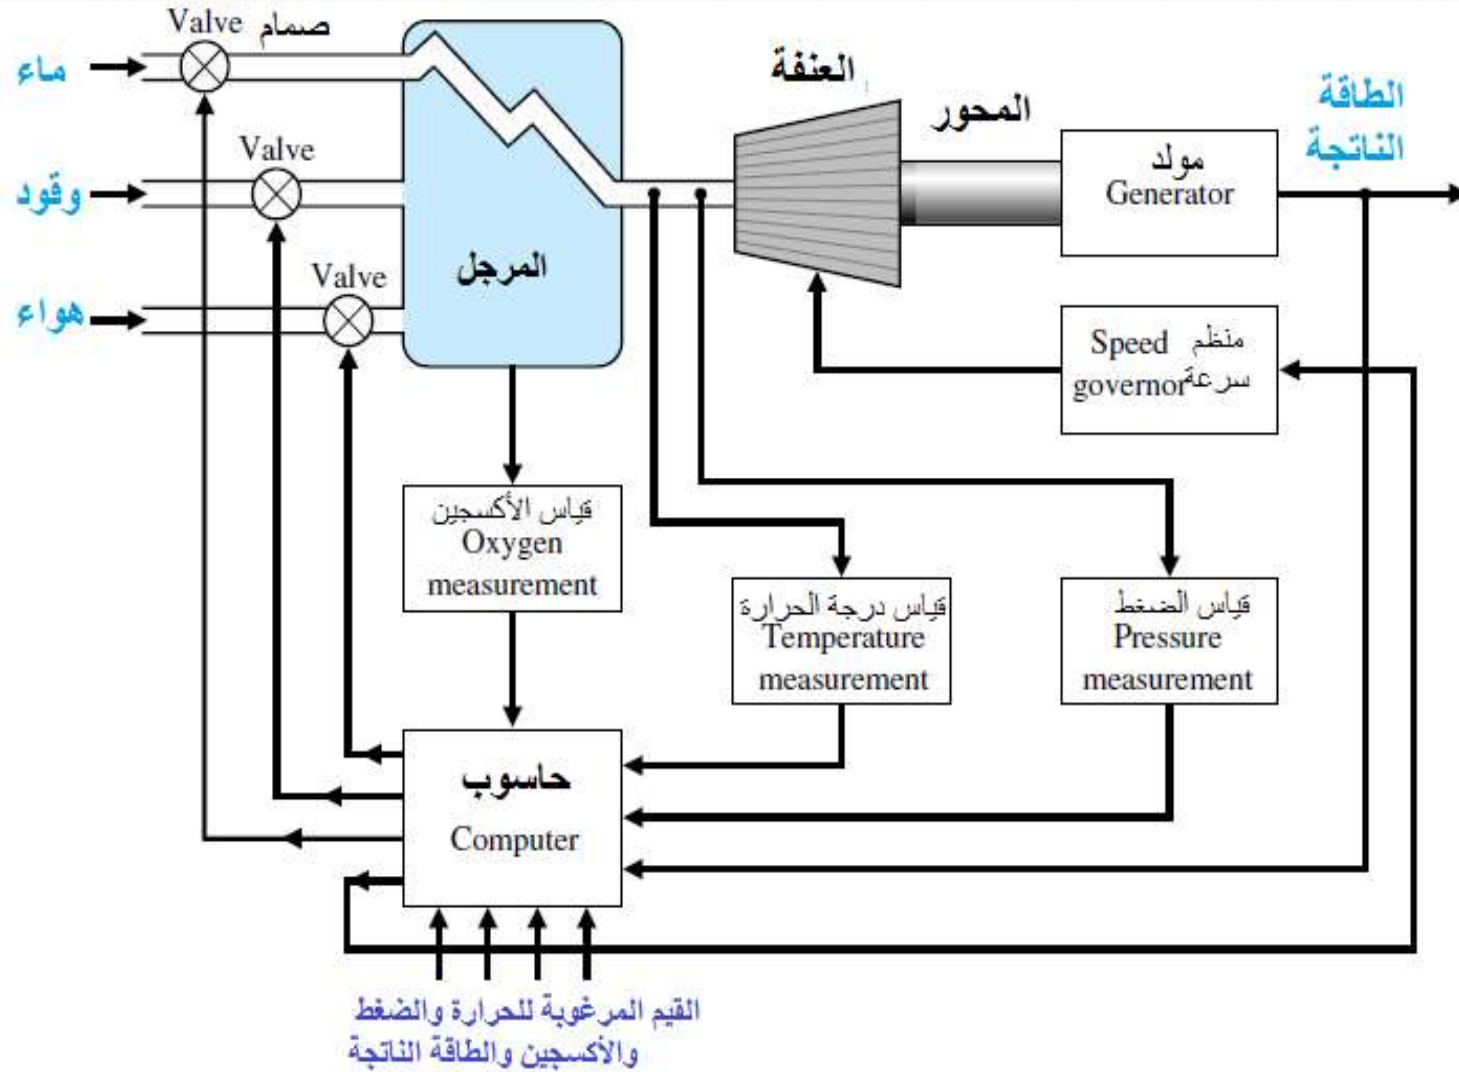 Valve صمام
ماء
العنفة
المحور
الطاقة
الناتجة
Valve
وقود
مولد
Generator
Valve
المرجل
هواء
Speed منظم
governor سرعة
قياس الأكسجين
Oxygen
measurement
قياس درجة الحرارة
Temperature
measurement
قياس الضغط
Pressure
measurement
حاسوب
Computer
القيم المرغوبة للحرارة والضغط
والأكسجين والطاقة الناتجة